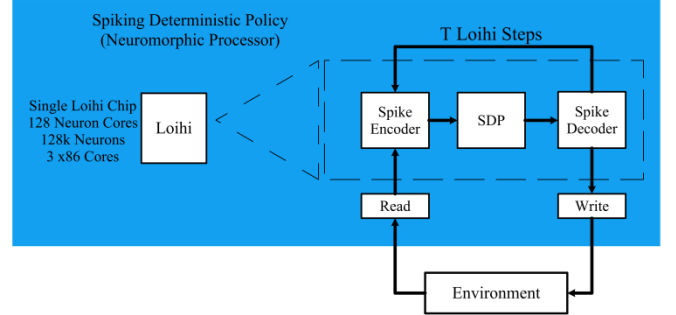 Spiking Deterministic Policy
(Neuromorphic Processor)
T Loihi Steps
Single Loihi Chip
128 Neuron Cores
128k Neurons
3 x86 Cores
Loihi
Spike
Encoder
SDP
Spike
Decoder
Read
Write
Environment